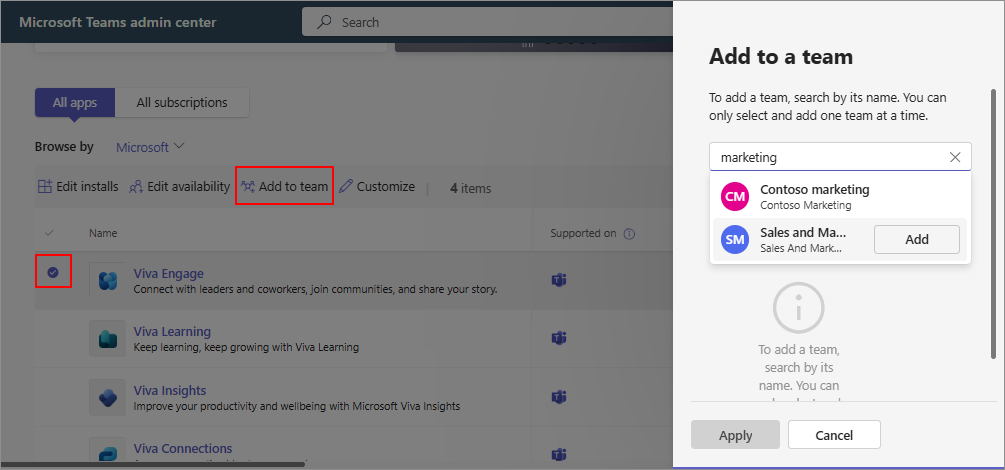 Microsoft Teams admin center
Search
All apps
All subscriptions
Browse by
Microsoft
Edit installs
Edit availability
Add to team
Customize
4 items
Name
Supported on
Viva Engage
Connect with leaders and coworkers, join communities, and share your story.
Viva Learning
Keep learning, keep growing with Viva Learning
Viva Insights
Improve your productivity and wellbeing with Microsoft Viva Insights
Viva Connections
Add to a team
To add a team, search by its name. You can
only select and add one team at a time.
marketing
CM
Contoso marketing
Contoso Marketing
SM
Sales and Ma...
Sales And Mark...
Add
To add a team,
search by its
name. You can
Apply
Cancel